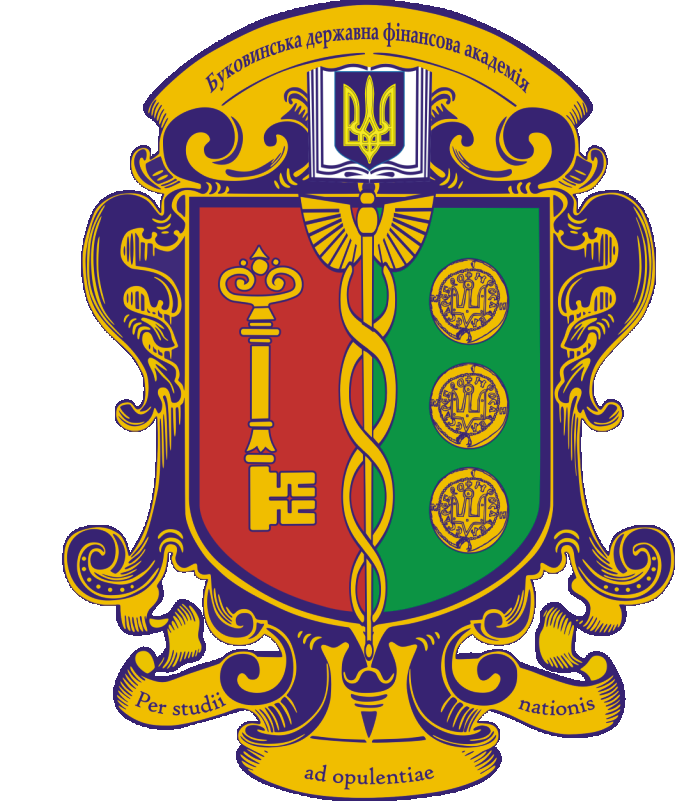 Буковинська державна фінансова академія
Per studii
ad opulentiae
nationis